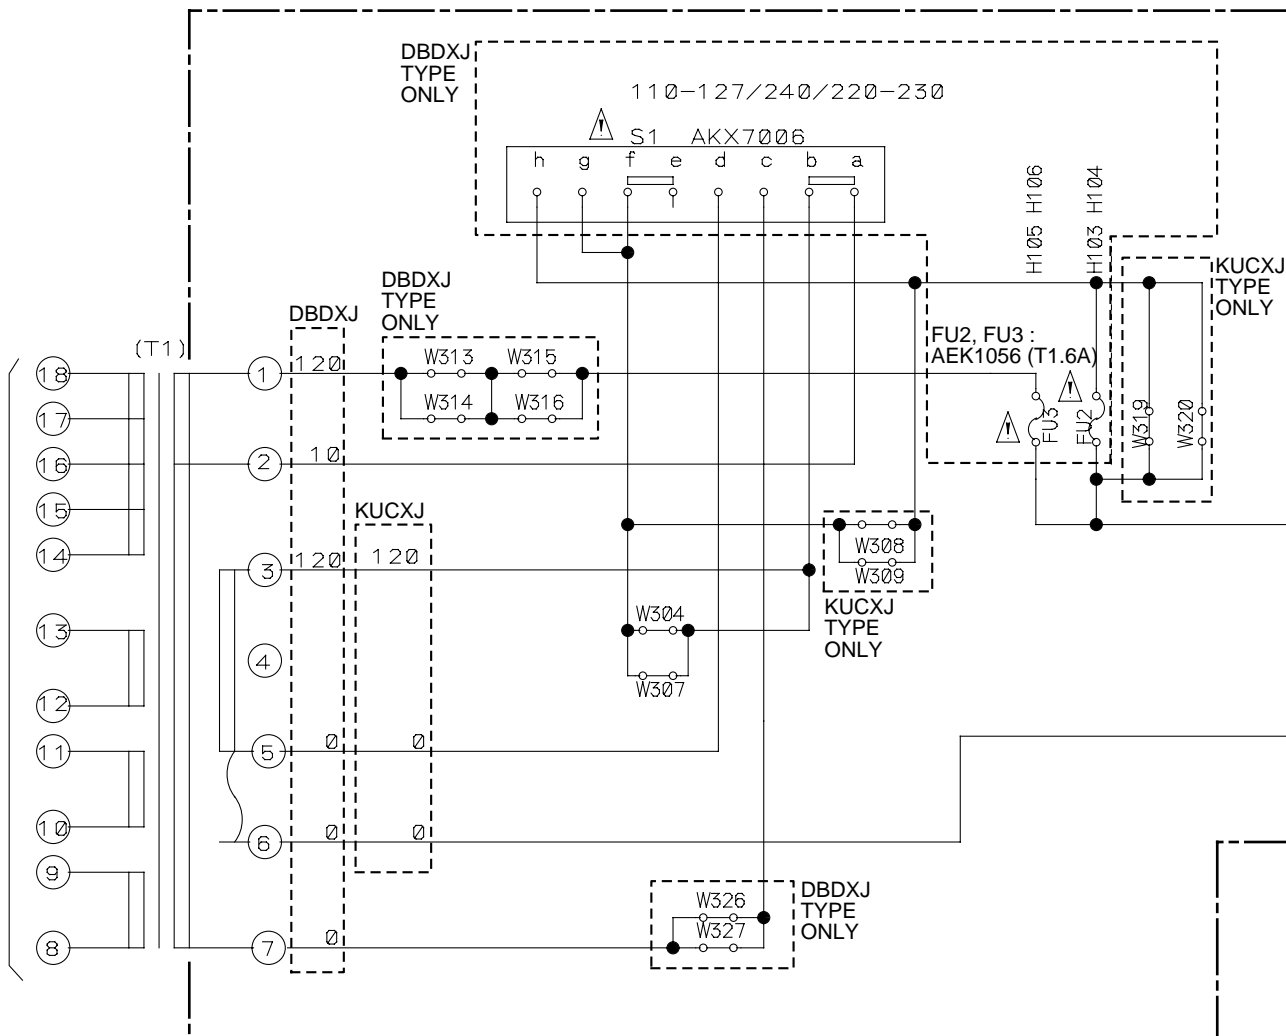 DBDXJ
TYPE
ONLY
110-127/240/220-230
S1 AKX7006
h g f e d c b a
H105 H106
H103 H104
KUCXJ
TYPE
ONLY
DBDXJ
TYPE
ONLY
DBDXJ
FU2, FU3 :
AEK1056 (T1.6A)
(T1)
18
1
120
W313
W315
17
W314
W316
FU3
FU2
W319
W320
16
2
10
15
KUCXJ
14
3
120
120
W308
W309
KUCXJ
TYPE
ONLY
13
W304
4
W307
12
11
5
0
0
10
6
0
0
9
DBDXJ
TYPE
ONLY
W326
W327
8
7
0